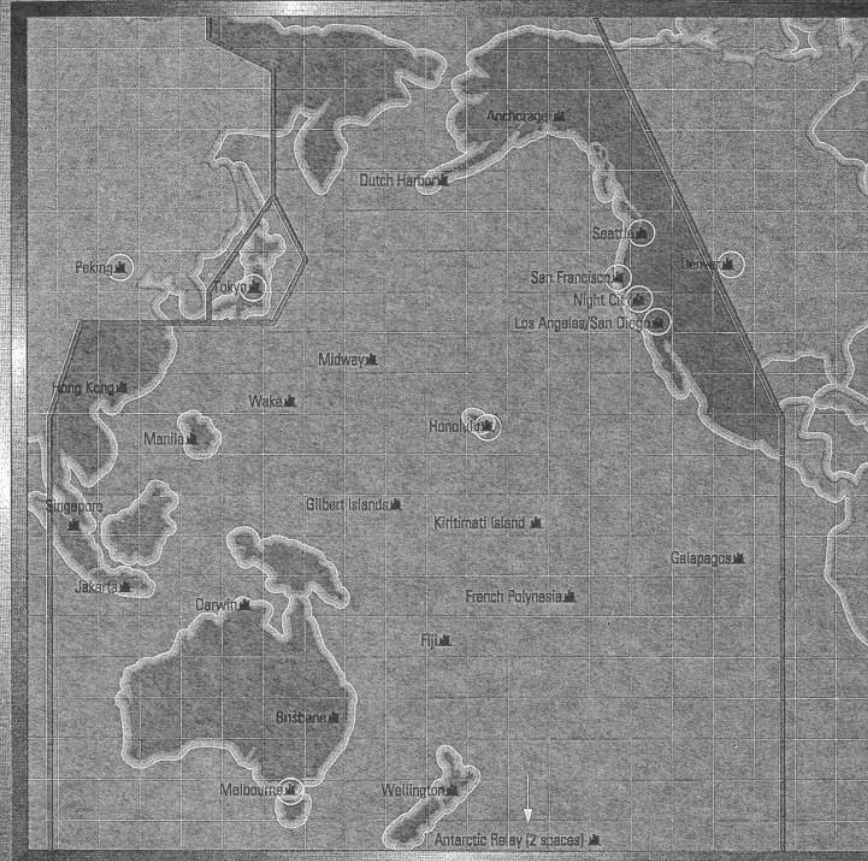 Anchorage
Dutch Harbor
Seattle
Peking
Denver
San Francisco
Tokyo
Night City
Los Angeles/San Diego
Midway
Hong Kong
Wake
Honolulu
Manila
Singapore
Gilbert Islands
Kiritimati Island
Galapagos
Jakarta
French Polynesia
Darwin
Fiji
Brisbane
Melbourne
Wellington
Antarctic Relay (2 spaces)